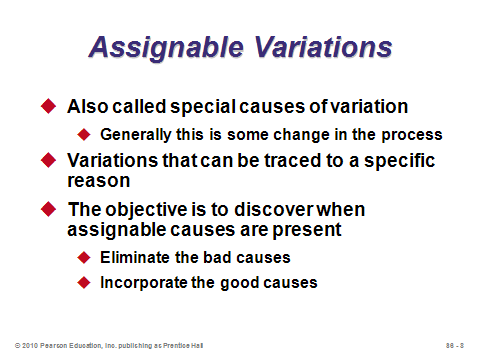 Assignable Variations
Also called special causes of variation
Generally this is some change in the process
Variations that can be traced to a specific
reason
The objective is to discover when
assignable causes are present
Eliminate the bad causes
Incorporate the good causes
© 2010 Pearson Education, Inc. publishing as Prentice Hall
S6 - 8